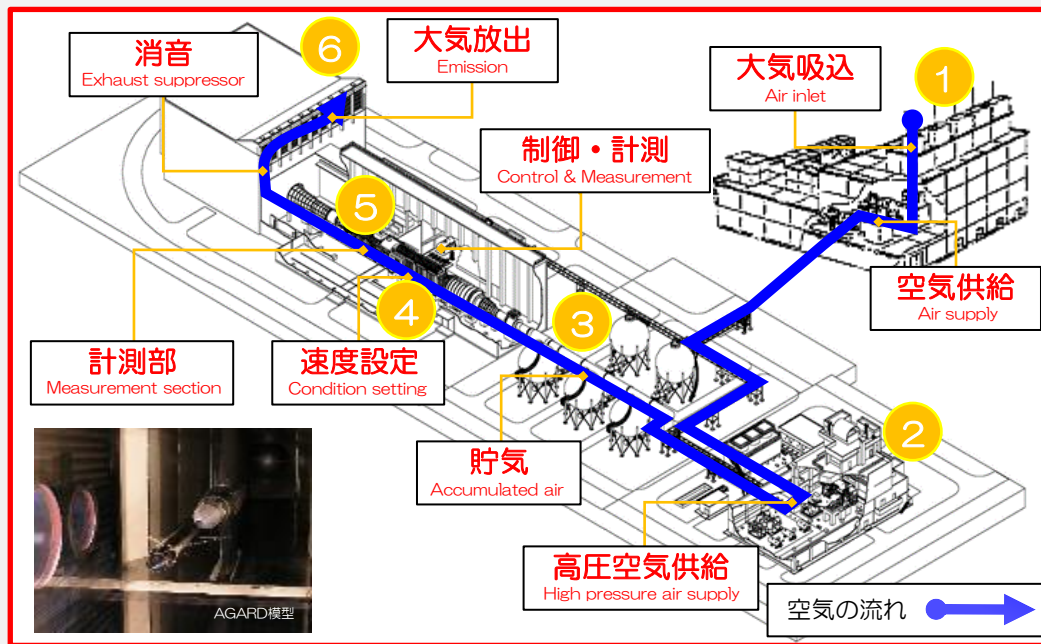 消音
Exhaust suppressor
⑥
大気放出
Emission
大気吸込
Air inlet
①
制御・計測
Control & Measurement
⑤
空気供給
Air supply
④
③
計測部
Measurement section
速度設定
Condition setting
②
貯気
Accumulated air
高圧空気供給
High pressure air supply
AGARD模型
空気の流れ